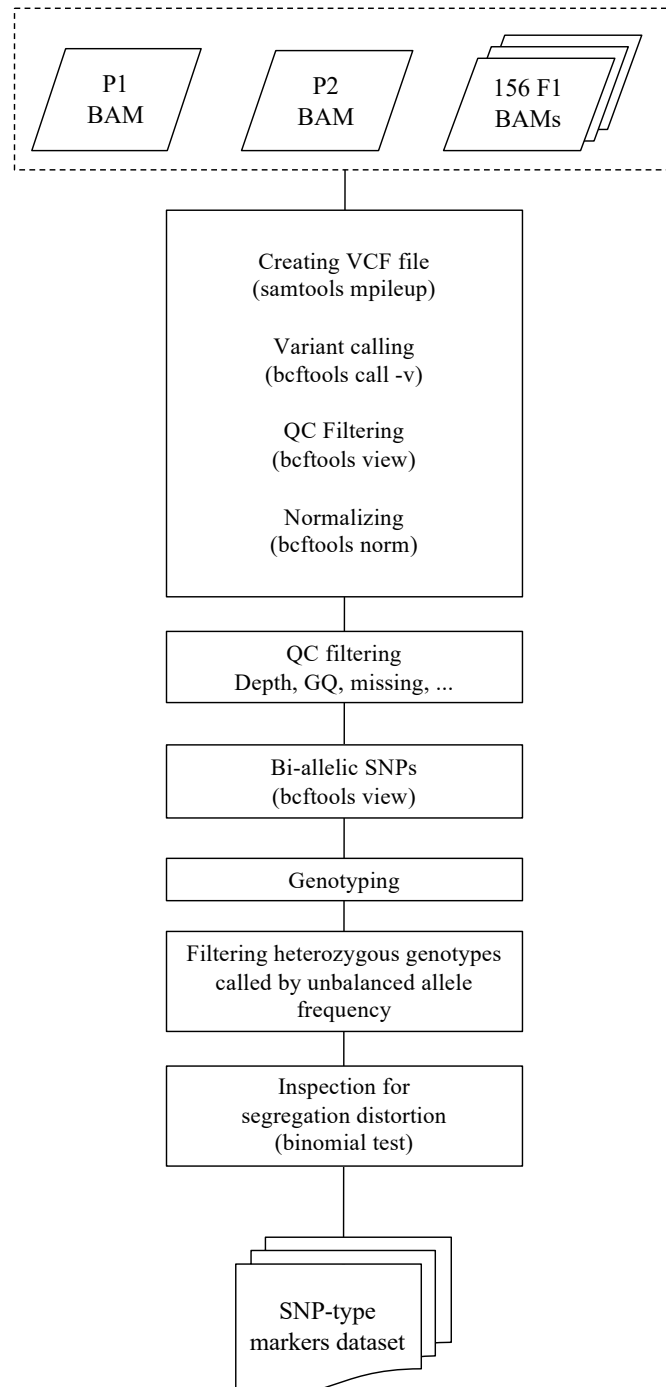 P1
BAM
P2
BAM
156 F1
BAMs
Creating VCF file
(samtools mpileup)
Variant calling
(bcftools call -v)
QC Filtering
(bcftools view)
Normalizing
(bcftools norm)
QC filtering
Depth, GQ, missing, ...
Bi-allelic SNPs
(bcftools view)
Genotyping
Filtering heterozygous genotypes
called by unbalanced allele
frequency
Inspection for
segregation distortion
(binomial test)
SNP-type
markers dataset